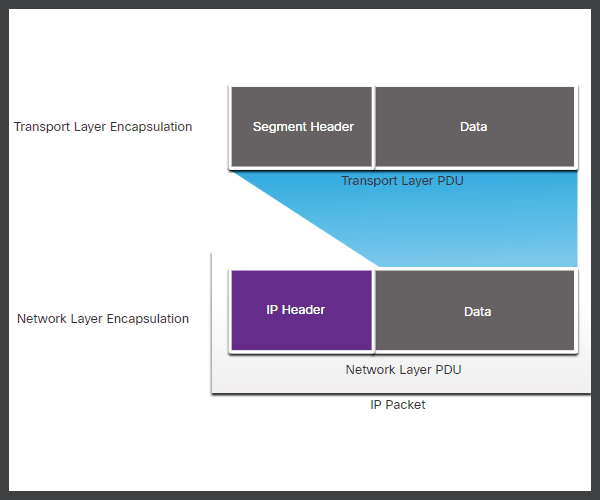 Transport Layer Encapsulation
Segment Header
Data
Transport Layer PDU
Network Layer Encapsulation
IP Header
Data
Network Layer PDU
IP Packet